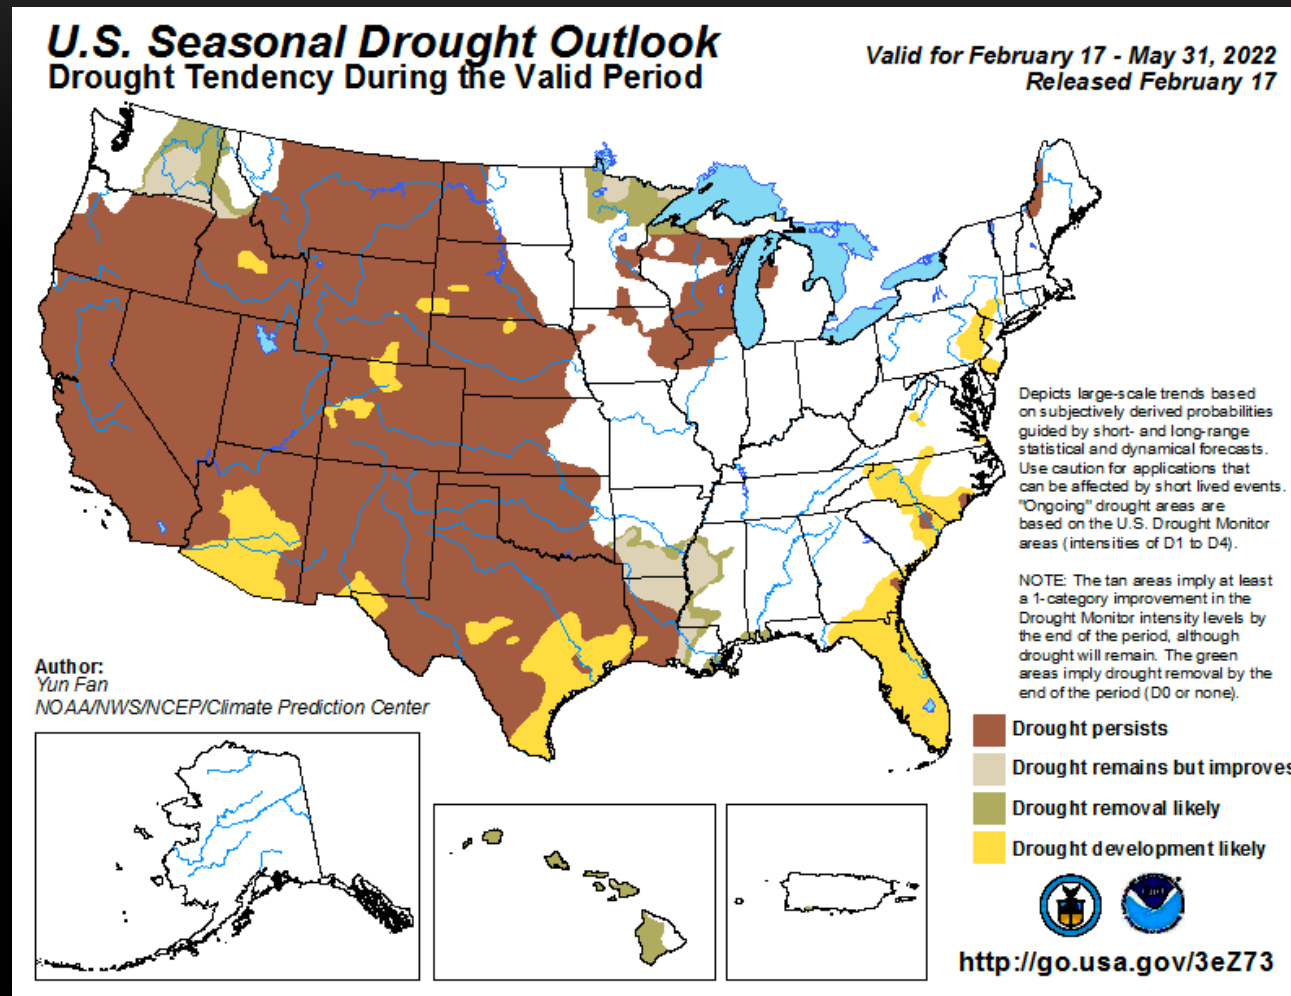 U.S. Seasonal Drought Outlook
Drought Tendency During the Valid Period
Valid for February 17 - May 31, 2022
Released February 17
Depicts large-scale trends based
on subjectively derived probabilities
guided by short- and long-range
statistical and dynamical forecasts.
Use caution for applications that
can be affected by short lived events.
"Ongoing" drought areas are
based on the U.S. Drought Monitor
areas (intensities of D1 to D4).
NOTE: The tan areas imply at least
a 1-category improvement in the
Drought Monitor intensity levels by
the end of the period, although
drought will remain. The green
areas imply drought removal by the
end of the period (D0 or none).
Author:
Yun Fan
NOAA/NWS/NCEP/Climate Prediction Center
Drought persists
Drought remains but improves
Drought removal likely
Drought development likely
http://go.usa.gov/3eZ73